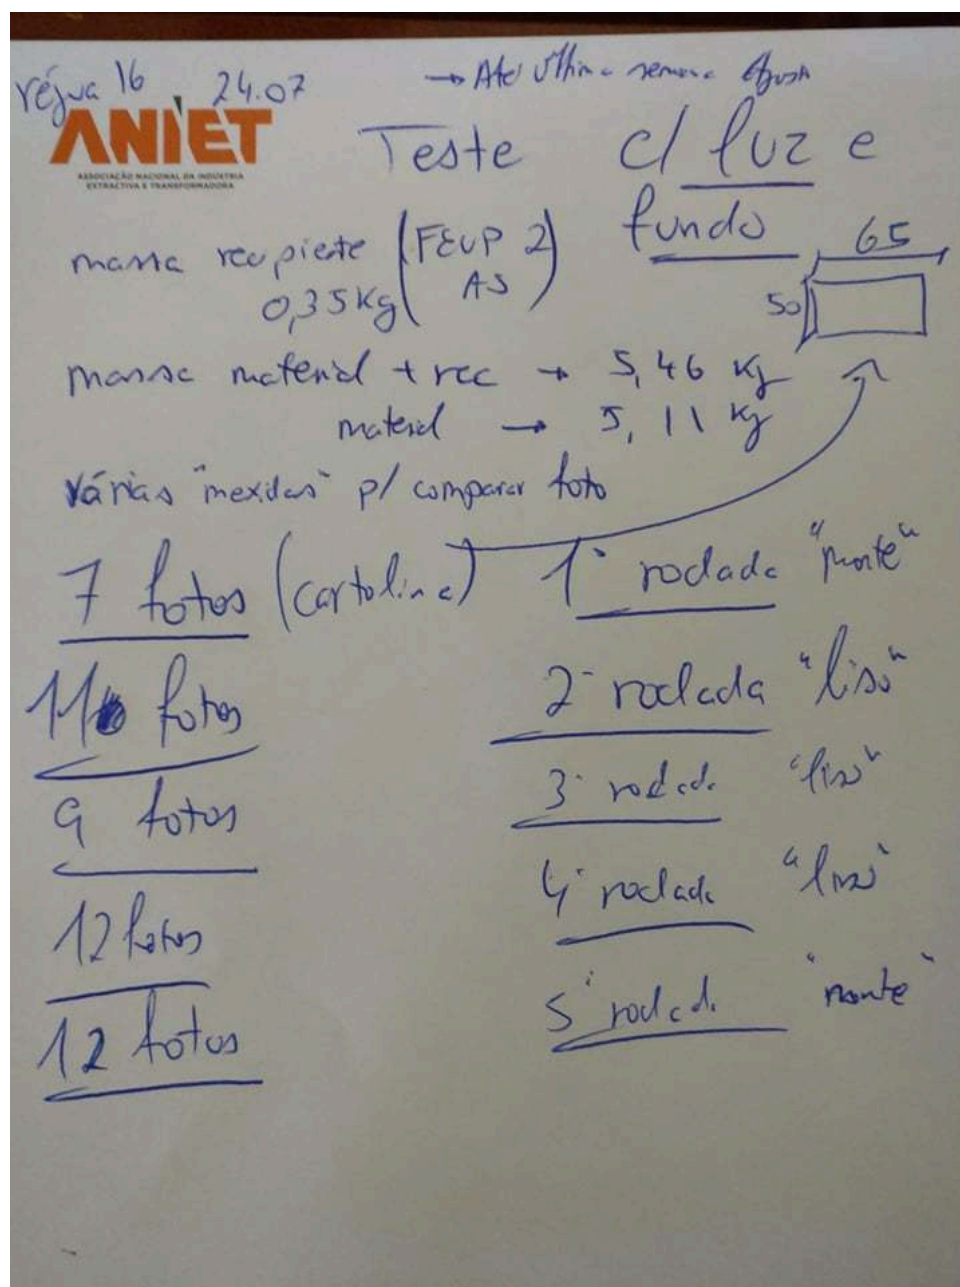 régua 16 24.07 → Até última semana Agosto
ANIET
ASSOCIAÇÃO NACIONAL DA INDÚSTRIA
EXTRACTIVA E TRANSFORMADORA
Teste c/ luz e
fundo
massa recipiente (FEUP 2
0,35 Kg AS)
65
50
massa material + rec → 5,46 Kg
material → 5,11 Kg
várias "mexidas" p/ comparar foto
7 fotos (cartolina) 1ª rodada "monte"
11 fotos 2ª rodada "liso"
9 fotos 3ª rodada "liso"
12 fotos 4ª rodada "liso"
12 fotos 5ª rodada "monte"